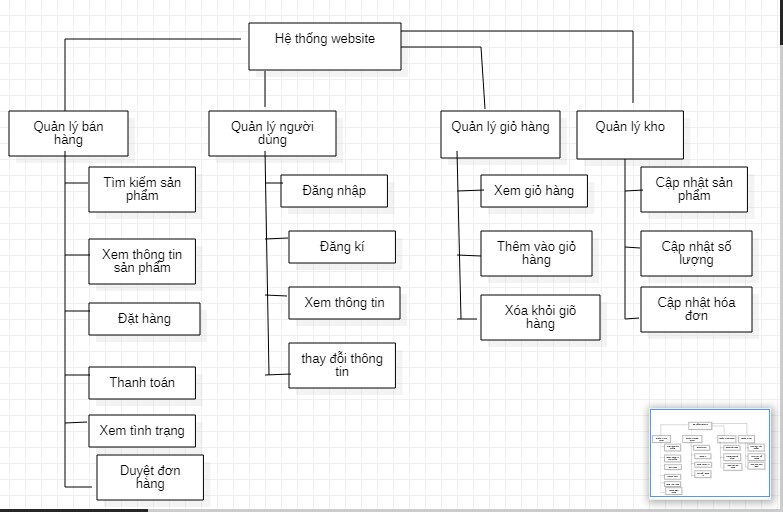 Hệ thống website
Quản lý bán
hàng
Tìm kiếm sản
phẩm
Xem thông tin
sản phẩm
Đặt hàng
Thanh toán
Xem tình trạng
Duyệt đơn
hàng
Quản lý người
dùng
Đăng nhập
Đăng kí
Xem thông tin
thay đỗi thông
tin
Quản lý giỏ hàng
Xem giỏ hàng
Thêm vào giỏ
hàng
Xóa khỏi giõ
hàng
Quản lý kho
Cập nhật sản
phẩm
Cập nhật số
lượng
Cập nhật hóa
đơn